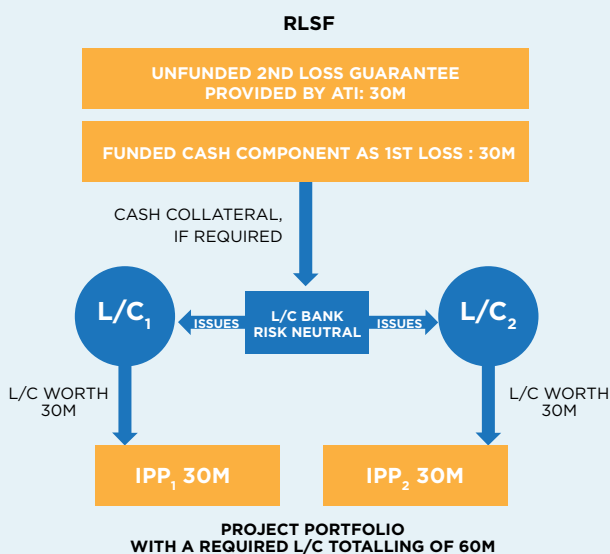 RLSF
UNFUNDED 2ND LOSS GUARANTEE
PROVIDED BY ATI: 30M
FUNDED CASH COMPONENT AS 1ST LOSS : 30M
CASH COLLATERAL,
IF REQUIRED
L/C₁
ISSUES
L/C BANK
RISK NEUTRAL
ISSUES
L/C₂
L/C WORTH
30M
L/C WORTH
30M
IPP₁ 30M
IPP₂ 30M
PROJECT PORTFOLIO
WITH A REQUIRED L/C TOTALLING OF 60M